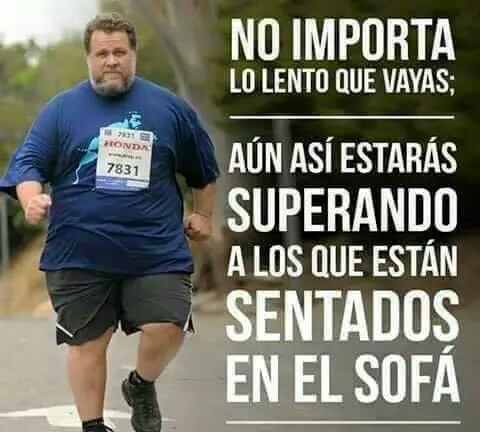 NO IMPORTA
LO LENTO QUE VAYAS;
AÚN ASÍ ESTARÁS
SUPERANDO
A LOS QUE ESTÁN
SENTADOS
EN EL SOFÁ
7831
HONDA
7831